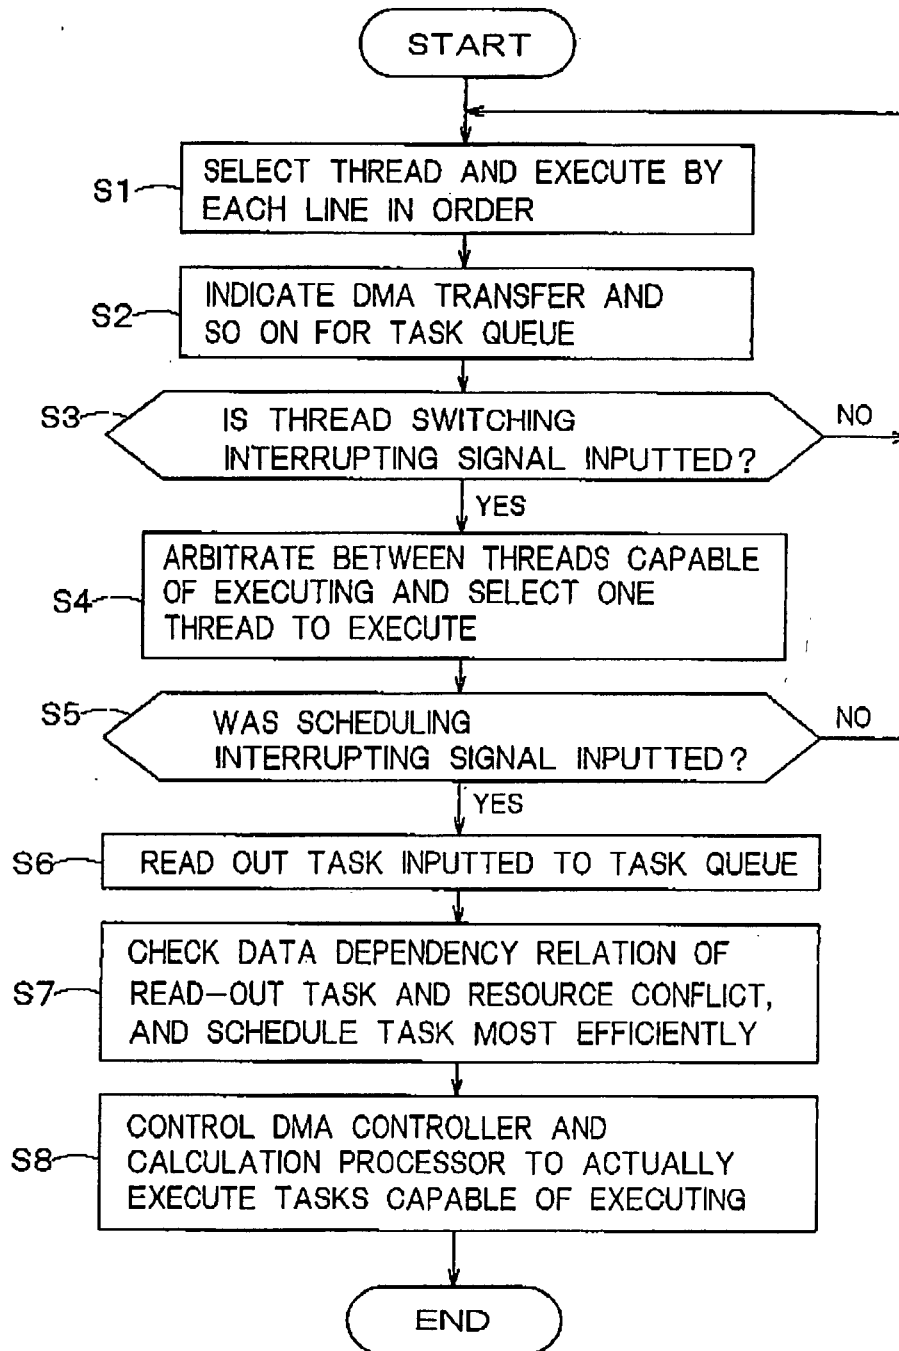 START
S1
SELECT THREAD AND EXECUTE BY
EACH LINE IN ORDER
S2
INDICATE DMA TRANSFER AND
SO ON FOR TASK QUEUE
S3
IS THREAD SWITCHING
INTERRUPTING SIGNAL INPUTTED?
NO
YES
S4
ARBITRATE BETWEEN THREADS CAPABLE
OF EXECUTING AND SELECT ONE
THREAD TO EXECUTE
S5
WAS SCHEDULING
INTERRUPTING SIGNAL INPUTTED?
NO
YES
S6
READ OUT TASK INPUTTED TO TASK QUEUE
S7
CHECK DATA DEPENDENCY RELATION OF
READ-OUT TASK AND RESOURCE CONFLICT,
AND SCHEDULE TASK MOST EFFICIENTLY
S8
CONTROL DMA CONTROLLER AND
CALCULATION PROCESSOR TO ACTUALLY
EXECUTE TASKS CAPABLE OF EXECUTING
END